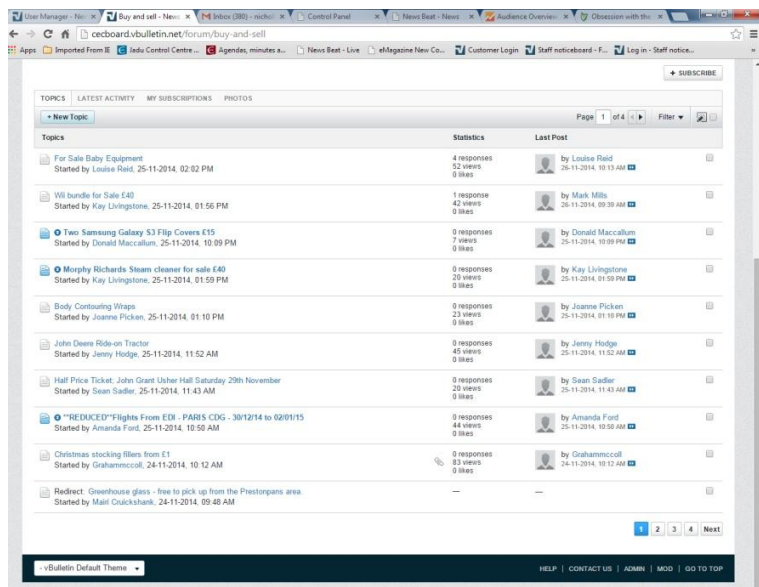 User Manager - Ne
Buy and sell - News
Inbox (380) - nichol
Control Panel
News Beat - News
Audience Overview
Obsession with the
cecboard.vbulletin.net/forum/buy-and-sell
Apps Imported From IE Jadu Control Centre ... Agendas, minutes a... News Beat - Live eMagazine New Co... Customer Login Staff noticeboard - F... Log in - Staff notice... »
+ SUBSCRIBE
TOPICS LATEST ACTIVITY MY SUBSCRIPTIONS PHOTOS
+ New Topic Page 1 of 4 Filter
Topics Statistics Last Post
For Sale Baby Equipment
Started by Louise Reid, 25-11-2014, 02:02 PM
4 responses
52 views
0 likes
by Louise Reid
26-11-2014, 10:13 AM
Wii bundle for Sale £40
Started by Kay Livingstone, 25-11-2014, 01:56 PM
1 response
42 views
0 likes
by Mark Mills
26-11-2014, 09:39 AM
Two Samsung Galaxy S3 Flip Covers £15
Started by Donald Maccallum, 25-11-2014, 10:09 PM
0 responses
7 views
0 likes
by Donald Maccallum
25-11-2014, 10:09 PM
Morphy Richards Steam cleaner for sale £40
Started by Kay Livingstone, 25-11-2014, 01:59 PM
0 responses
20 views
0 likes
by Kay Livingstone
25-11-2014, 01:59 PM
Body Contouring Wraps
Started by Joanne Picken, 25-11-2014, 01:10 PM
0 responses
23 views
0 likes
by Joanne Picken
25-11-2014, 01:10 PM
John Deere Ride-on Tractor
Started by Jenny Hodge, 25-11-2014, 11:52 AM
0 responses
45 views
0 likes
by Jenny Hodge
25-11-2014, 11:52 AM
Half Price Ticket; John Grant Usher Hall Saturday 29th November
Started by Sean Sadler, 25-11-2014, 11:43 AM
0 responses
20 views
0 likes
by Sean Sadler
25-11-2014, 11:43 AM
**REDUCED**Flights From EDI - PARIS CDG - 30/12/14 to 02/01/15
Started by Amanda Ford, 25-11-2014, 10:50 AM
0 responses
44 views
0 likes
by Amanda Ford
25-11-2014, 10:50 AM
Christmas stocking fillers from £1
Started by Grahammccoll, 24-11-2014, 10:12 AM
0 responses
83 views
0 likes
by Grahammccoll
24-11-2014, 10:12 AM
Redirect: Greenhouse glass - free to pick up from the Prestonpans area
Started by Mairi Cruickshank, 24-11-2014, 09:48 AM
— —
1 2 3 4 Next
- vBulletin Default Theme
HELP | CONTACT US | ADMIN | MOD | GO TO TOP